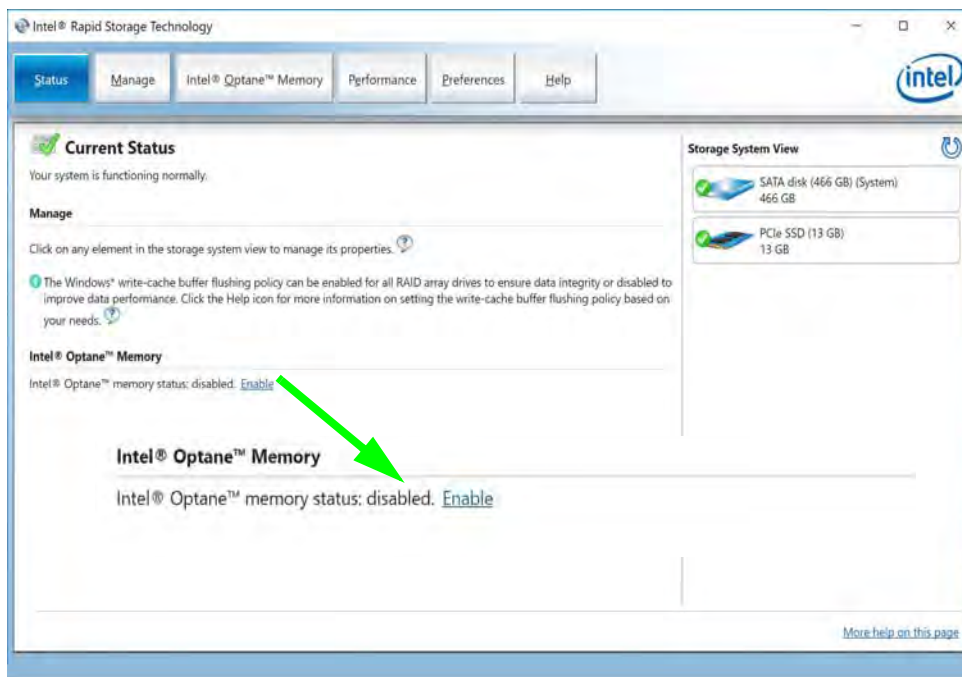 Intel® Rapid Storage Technology
Status
Manage
Intel® Optane™ Memory
Performance
Preferences
Help
intel
Current Status
Your system is functioning normally.
Manage
Click on any element in the storage system view to manage its properties.
The Windows* write-cache buffer flushing policy can be enabled for all RAID array drives to ensure data integrity or disabled to
improve data performance. Click the Help icon for more information on setting the write-cache buffer flushing policy based on
your needs.
Intel® Optane™ Memory
Intel® Optane™ memory status: disabled. Enable
Intel® Optane™ Memory
Intel® Optane™ memory status: disabled. Enable
Storage System View
SATA disk (466 GB) (System)
466 GB
PCIe SSD (13 GB)
13 GB
More help on this page